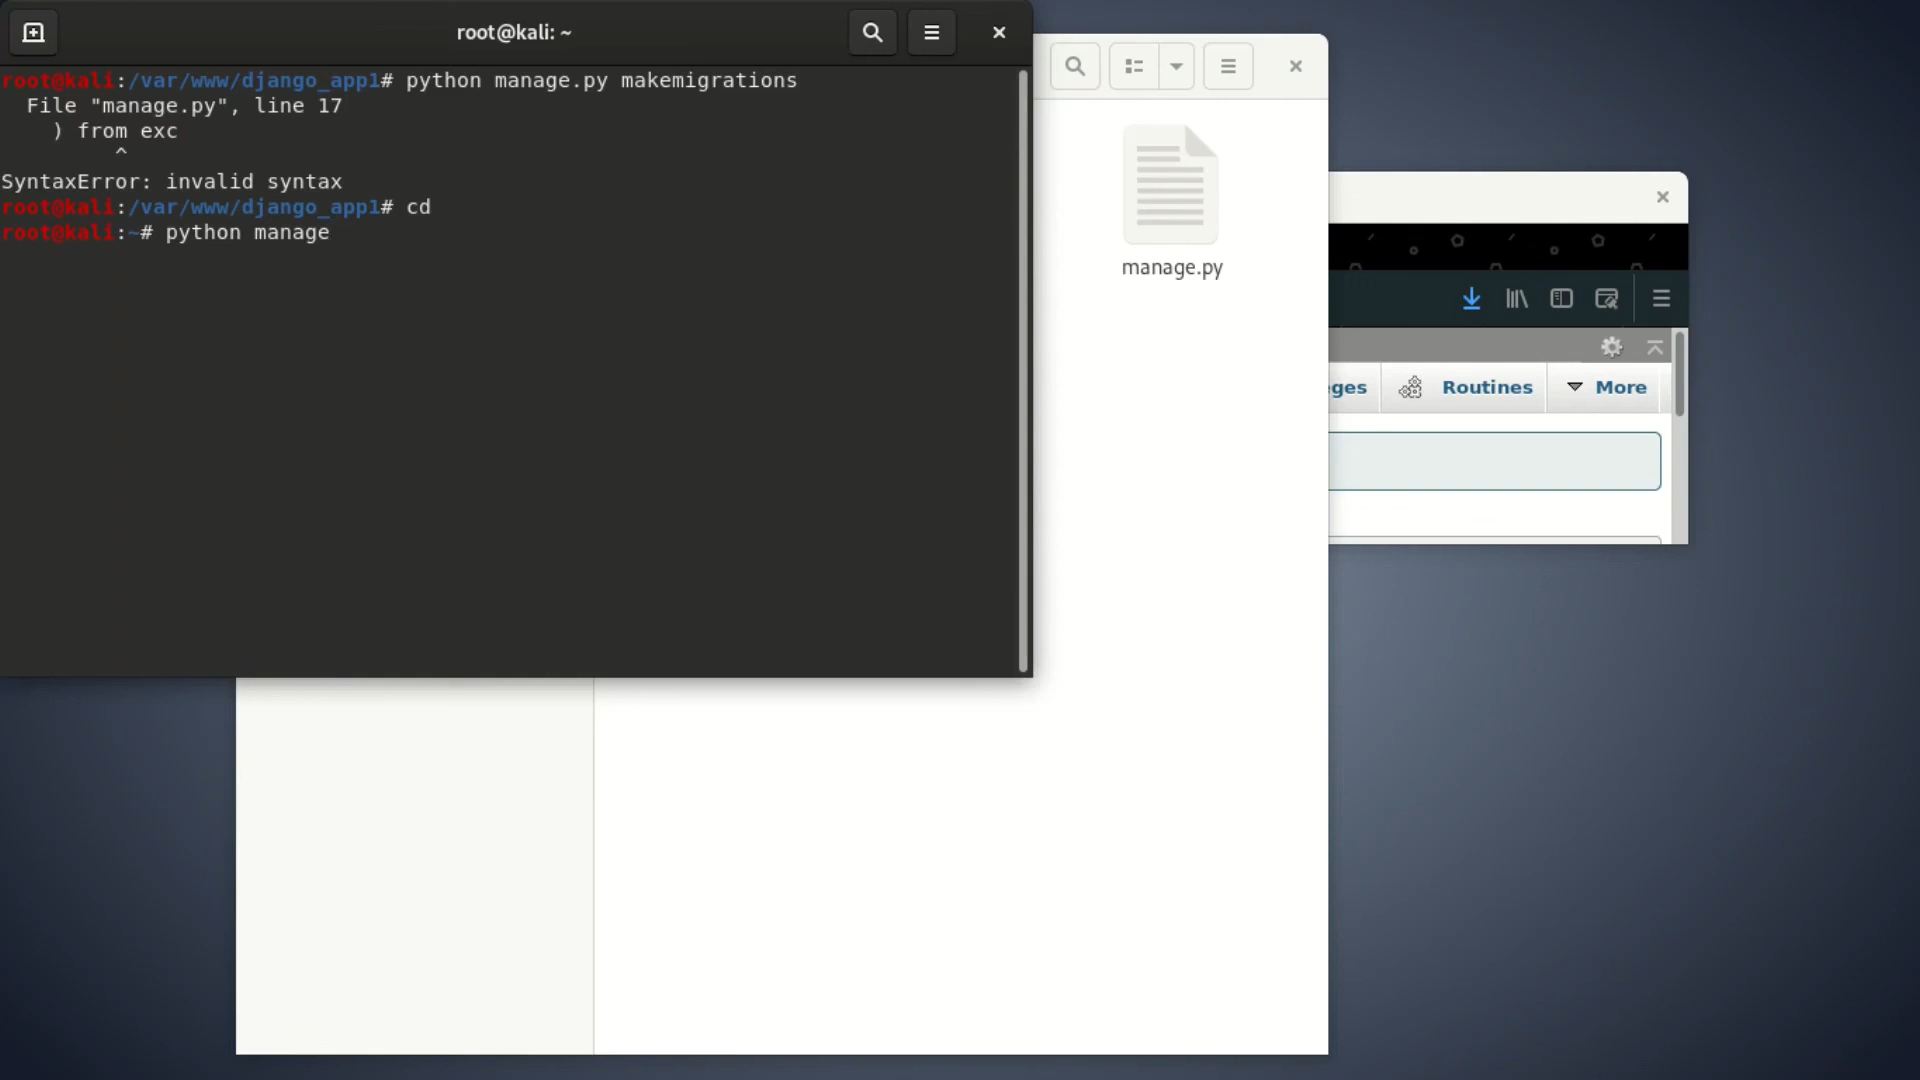 root@kali: ~
root@kali:/var/www/django_app1# python manage.py makemigrations
File "manage.py", line 17
) from exc
^
SyntaxError: invalid syntax
root@kali:/var/www/django_app1# cd
root@kali:~# python manage
manage.py
Routines
More